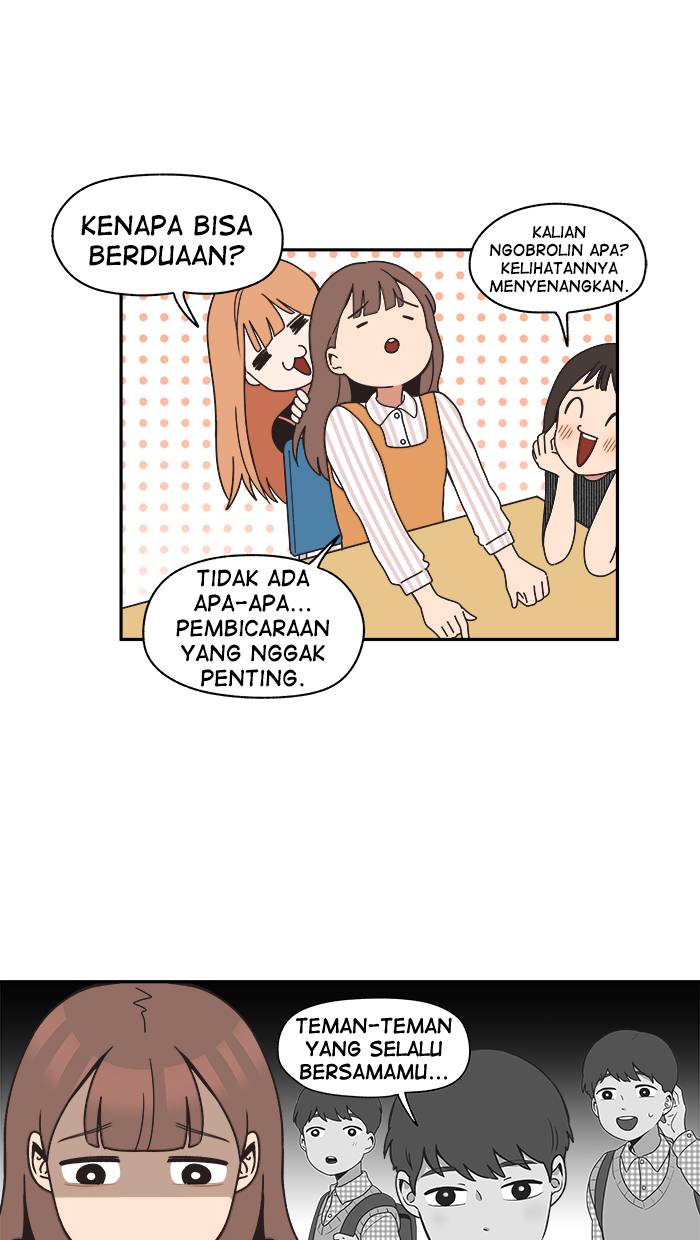 KENAPA BISA
BERDUAAN?
KALIAN
NGOBROLIN APA?
KELIHATANNYA
MENYENANGKAN.
TIDAK ADA
APA-APA...
PEMBICARAAN
YANG NGGAK
PENTING.
TEMAN-TEMAN
YANG SELALU
BERSAMAMU...